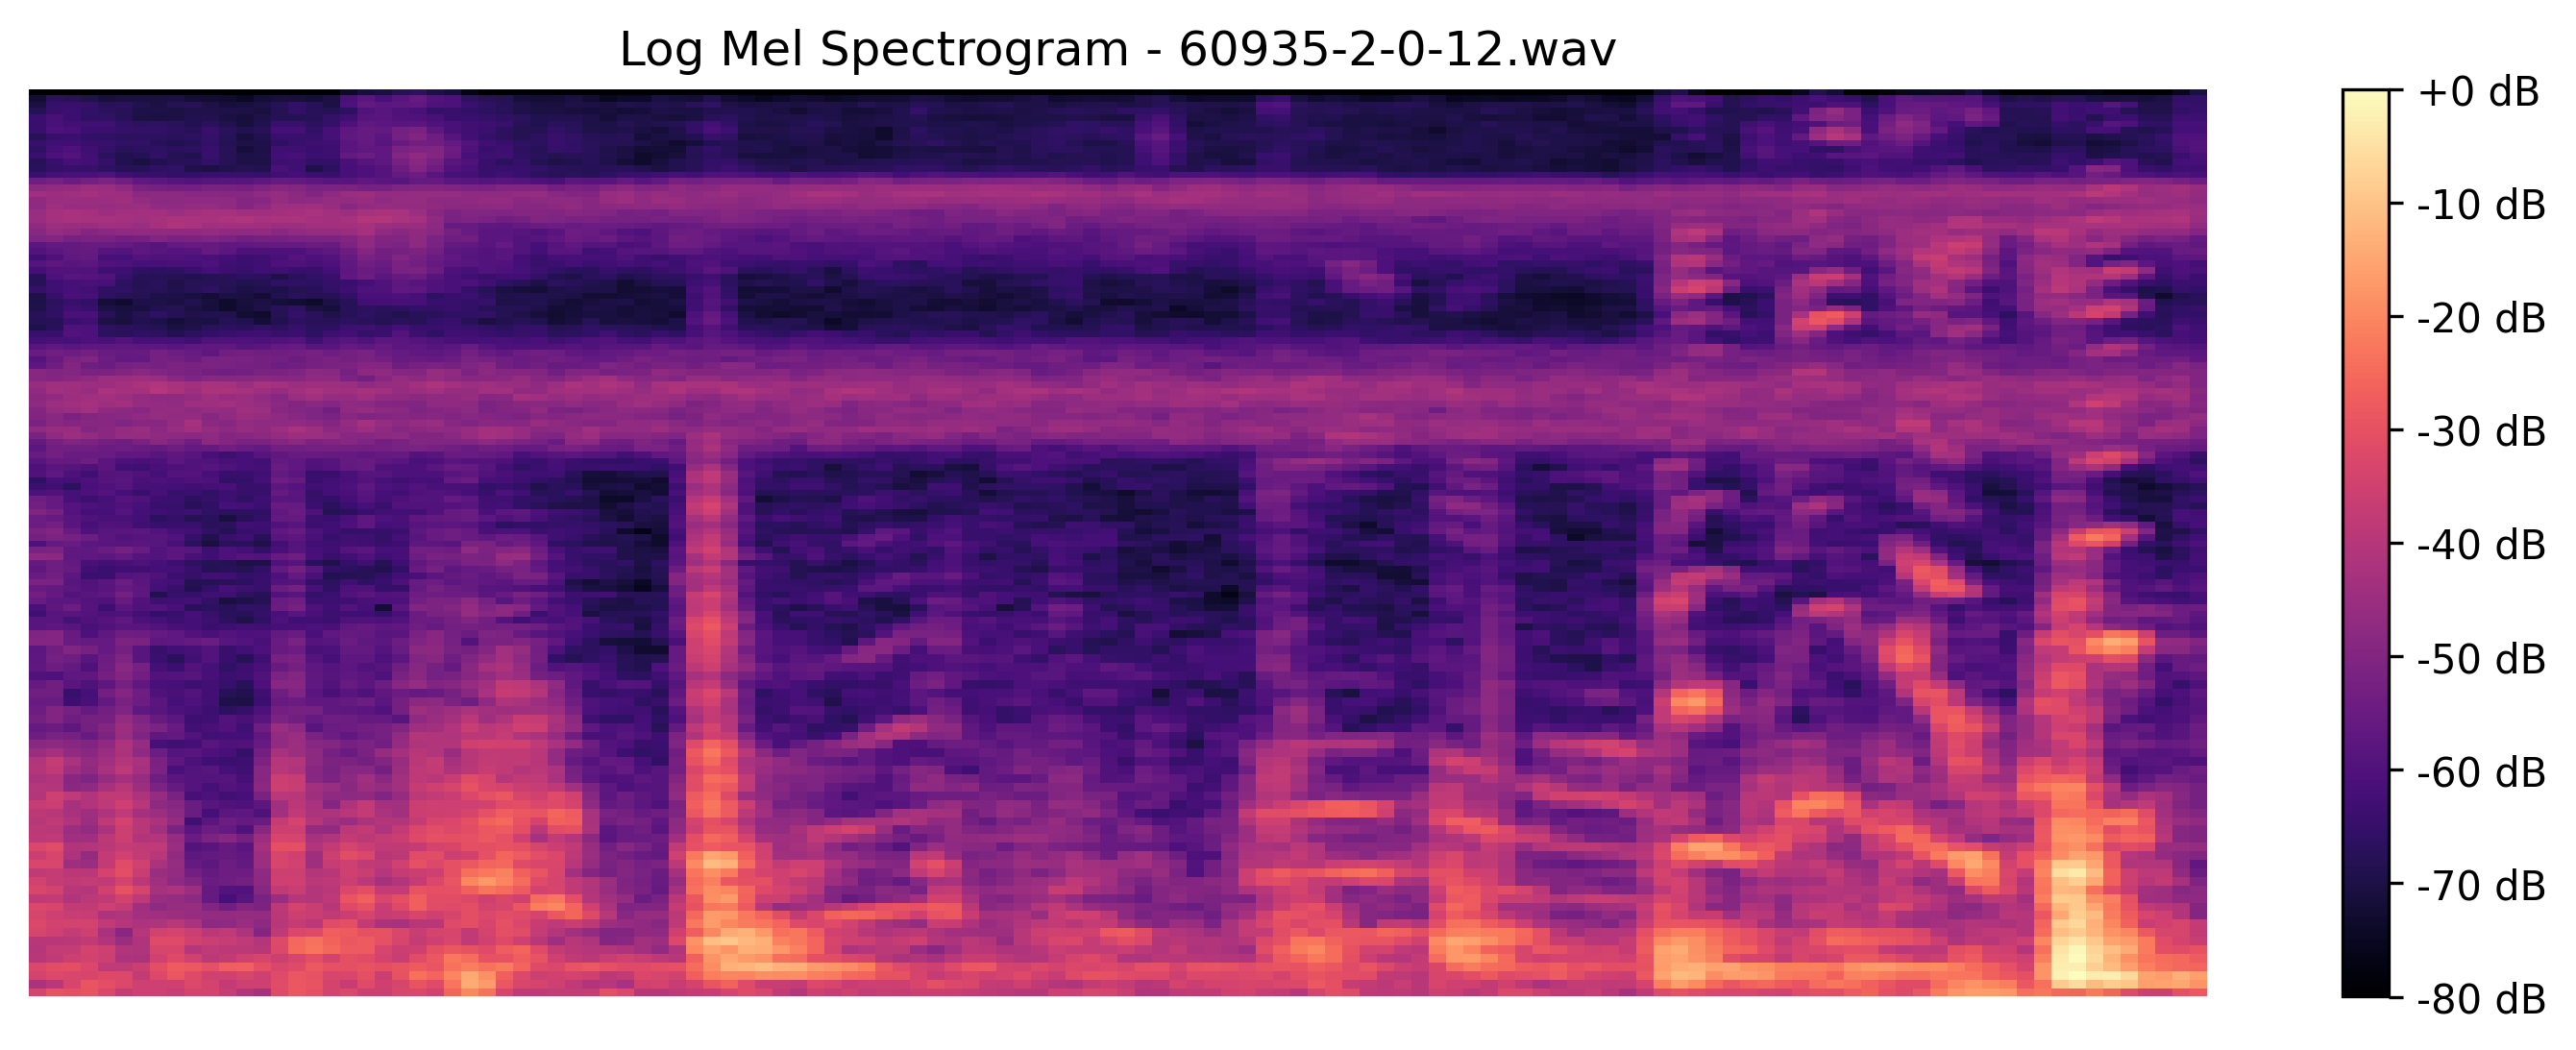 Log Mel Spectrogram - 60935-2-0-12.wav
+0 dB
-10 dB
-20 dB
-30 dB
-40 dB
-50 dB
-60 dB
-70 dB
-80 dB